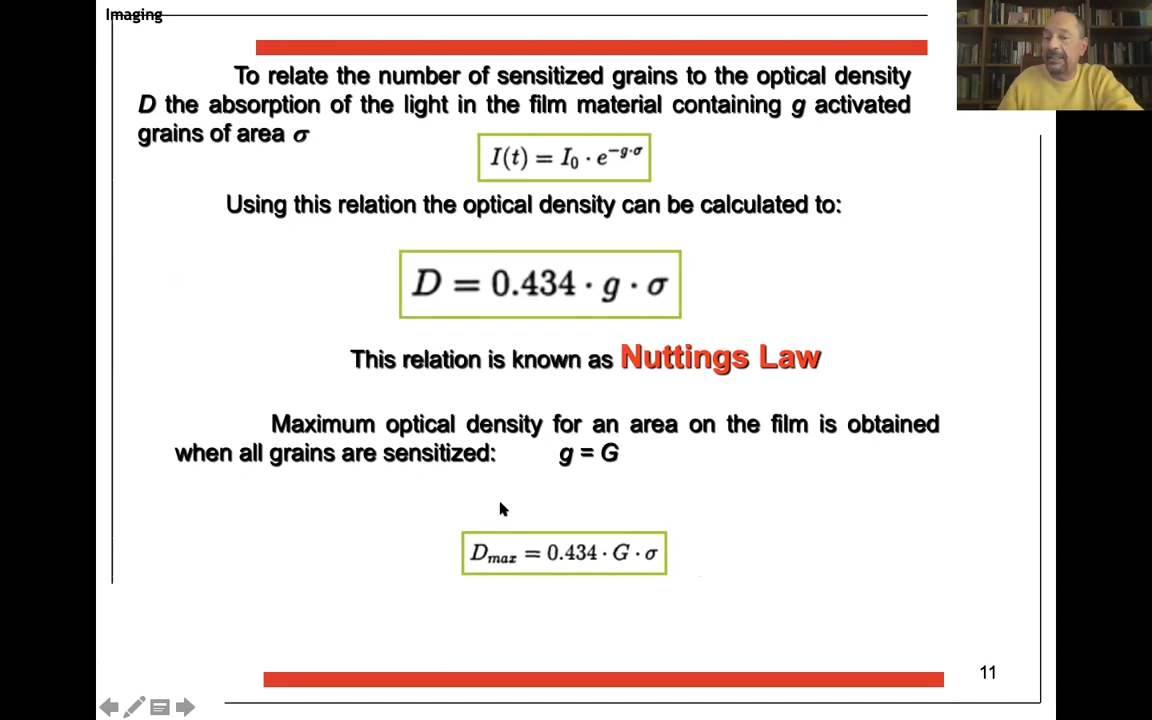 Imaging
To relate the number of sensitized grains to the optical density
D the absorption of the light in the film material containing g activated
grains of area σ
I(t) = I₀ · e^{−g·σ}
Using this relation the optical density can be calculated to:
D = 0.434 · g · σ
This relation is known as Nuttings Law
Maximum optical density for an area on the film is obtained
when all grains are sensitized: g = G
D_{max} = 0.434 · G · σ
11